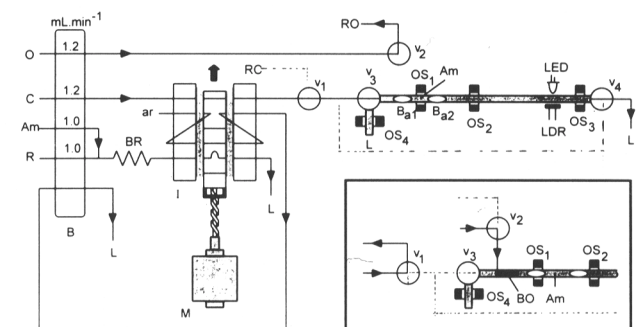 mL.min⁻¹
RO
O 1.2 V₂
RC LED
C 1.2 V₁ V₃ OS₁ Am V₄
ar Ba1 Ba2 OS₂ LDR OS₃
Am 1.0 L OS₄ L
R 1.0 BR
I L
B L
M
V₂
V₁ V₃ OS₁ OS₂
OS₄ BO Am